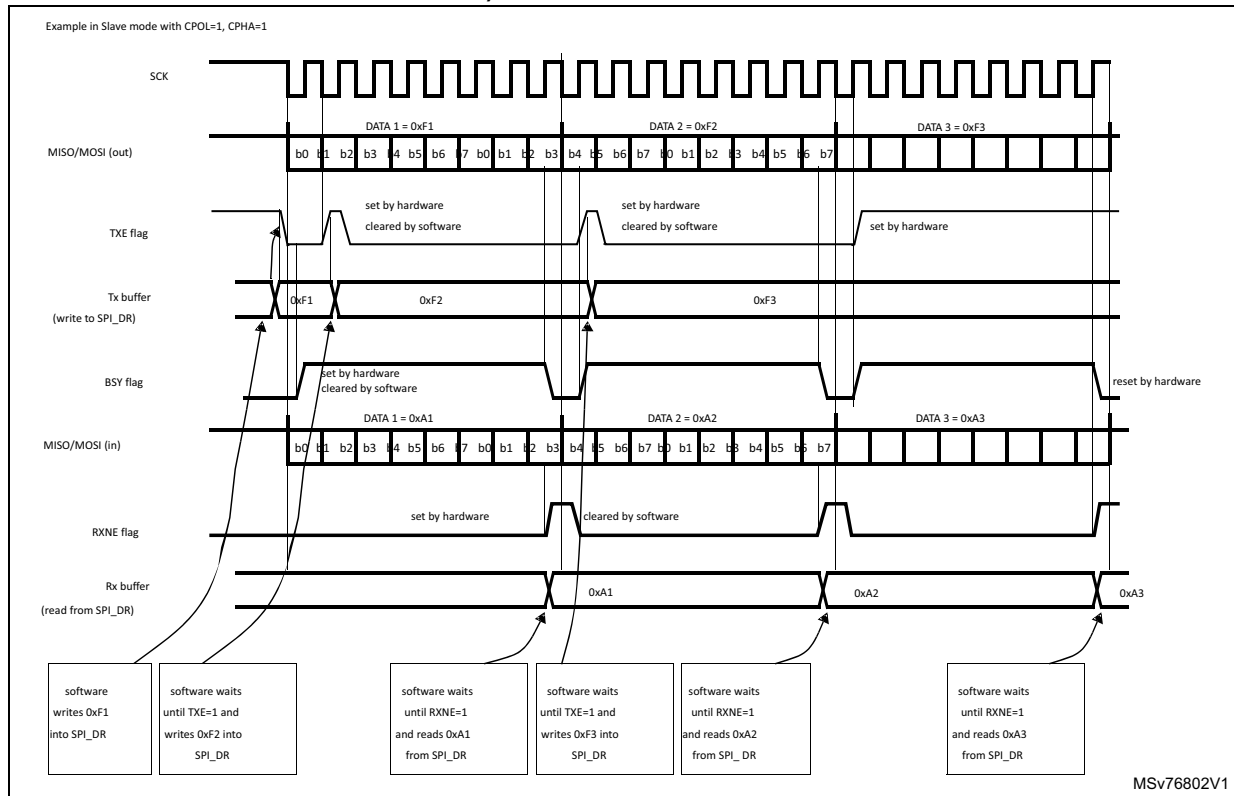 Example in Slave mode with CPOL=1, CPHA=1
SCK
DATA 1 = 0xF1
DATA 2 = 0xF2
DATA 3 = 0xF3
MISO/MOSI (out)
b0 b1 b2 b3 b4 b5 b6 b7 b0 b1 b2 b3 b4 b5 b6 b7 b0 b1 b2 b3 b4 b5 b6 b7
set by hardware
cleared by software
set by hardware
cleared by software
set by hardware
TXE flag
Tx buffer
(write to SPI_DR)
0xF1
0xF2
0xF3
BSY flag
set by hardware
cleared by software
reset by hardware
DATA 1 = 0xA1
DATA 2 = 0xA2
DATA 3 = 0xA3
MISO/MOSI (in)
b0 b1 b2 b3 b4 b5 b6 b7 b0 b1 b2 b3 b4 b5 b6 b7 b0 b1 b2 b3 b4 b5 b6 b7
RXNE flag
set by hardware
cleared by software
Rx buffer
(read from SPI_DR)
0xA1
0xA2
0xA3
software
writes 0xF1
into SPI_DR
software waits
until TXE=1 and
writes 0xF2 into
SPI_DR
software waits
until RXNE=1
and reads 0xA1
from SPI_DR
software waits
until TXE=1 and
writes 0xF3 into
SPI_DR
software waits
until RXNE=1
and reads 0xA2
from SPI_ DR
software waits
until RXNE=1
and reads 0xA3
from SPI_DR
MSv76802V1